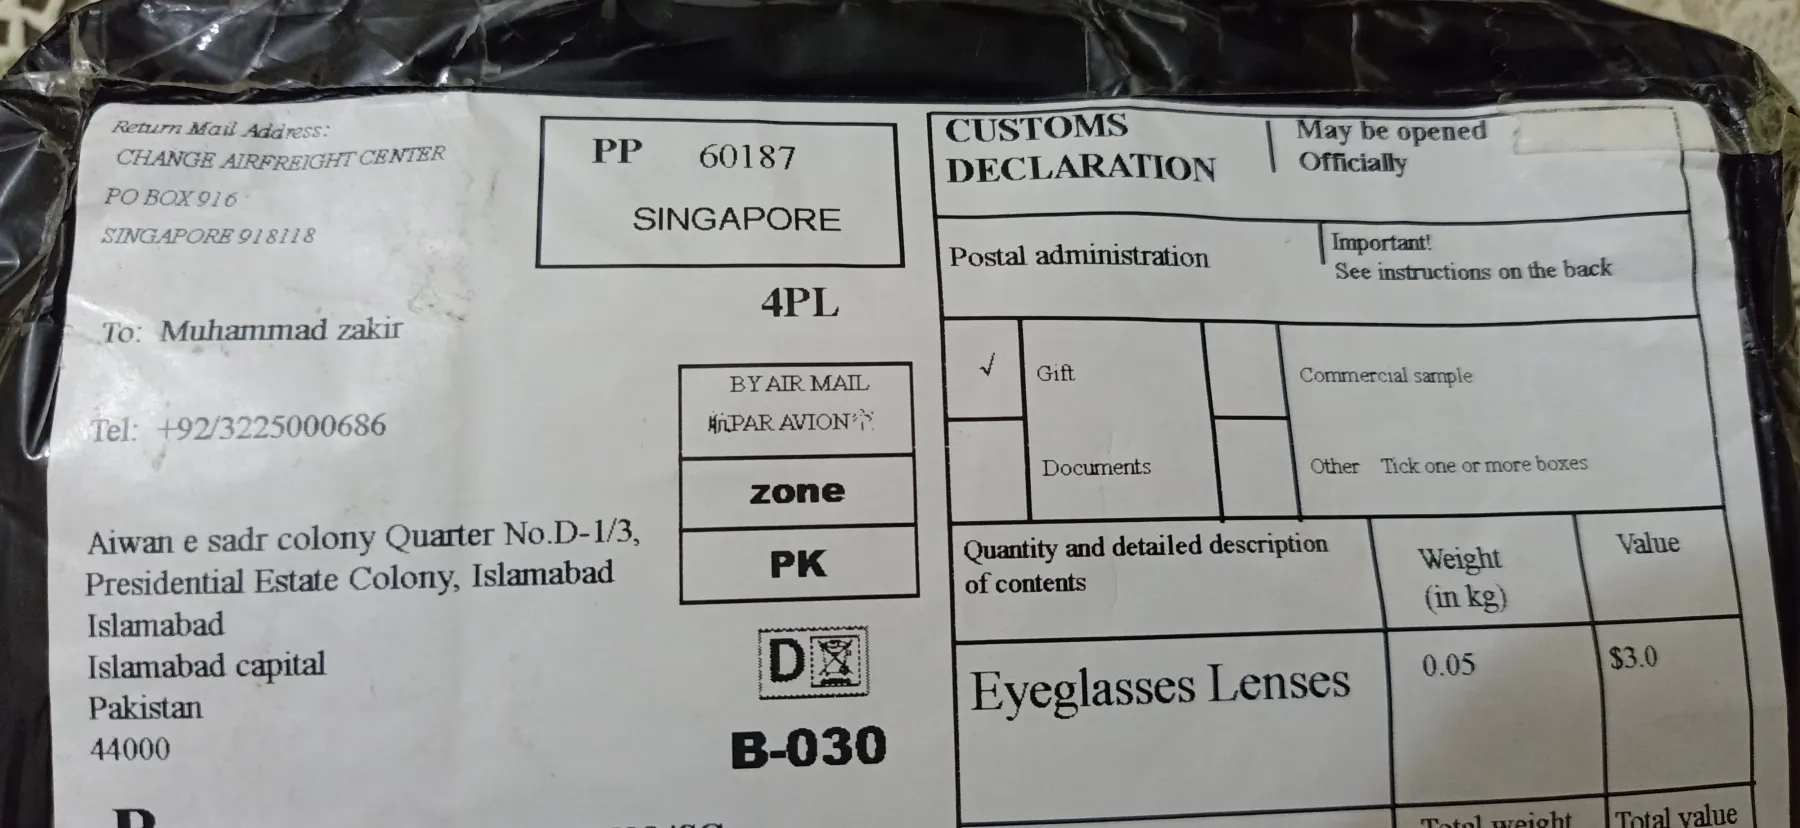 Return Mail Address:
CHANGE AIRFREIGHT CENTER
PO BOX 916
SINGAPORE 918118
To: Muhammad zakir
Tel: +92/3225000686
Aiwan e sadr colony Quarter No.D-1/3,
Presidential Estate Colony, Islamabad
Islamabad
Islamabad capital
Pakistan
44000
PP 60187
SINGAPORE
4PL
BY AIR MAIL
航PAR AVION
zone
PK
D
B-030
CUSTOMS
DECLARATION
May be opened
Officially
Postal administration
Important!
See instructions on the back
√ Gift
Commercial sample
Documents
Other Tick one or more boxes
Quantity and detailed description
of contents
Weight
(in kg)
Value
Eyeglasses Lenses
0.05
$3.0
Total weight
Total value